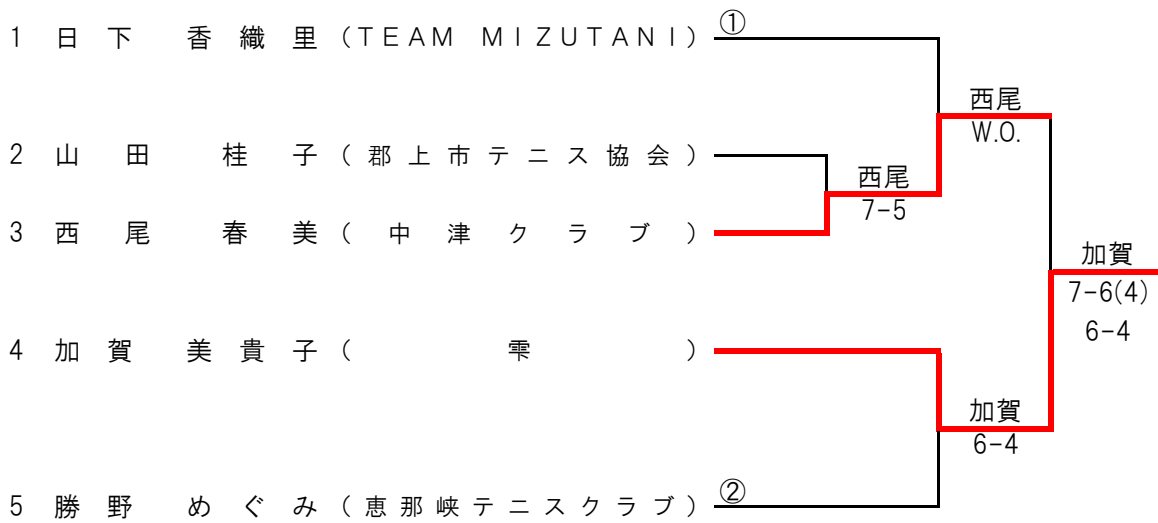 1 日下 香織里 (TEAM MIZUTANI) ①
西尾
W.O.
2 山田 桂子 (郡上市テニス協会)
西尾
7-5
3 西尾 春美 (中津クラブ)
加賀
7-6(4)
6-4
4 加賀 美貴子 (雫)
加賀
6-4
5 勝野 めぐみ (恵那峡テニスクラブ) ②